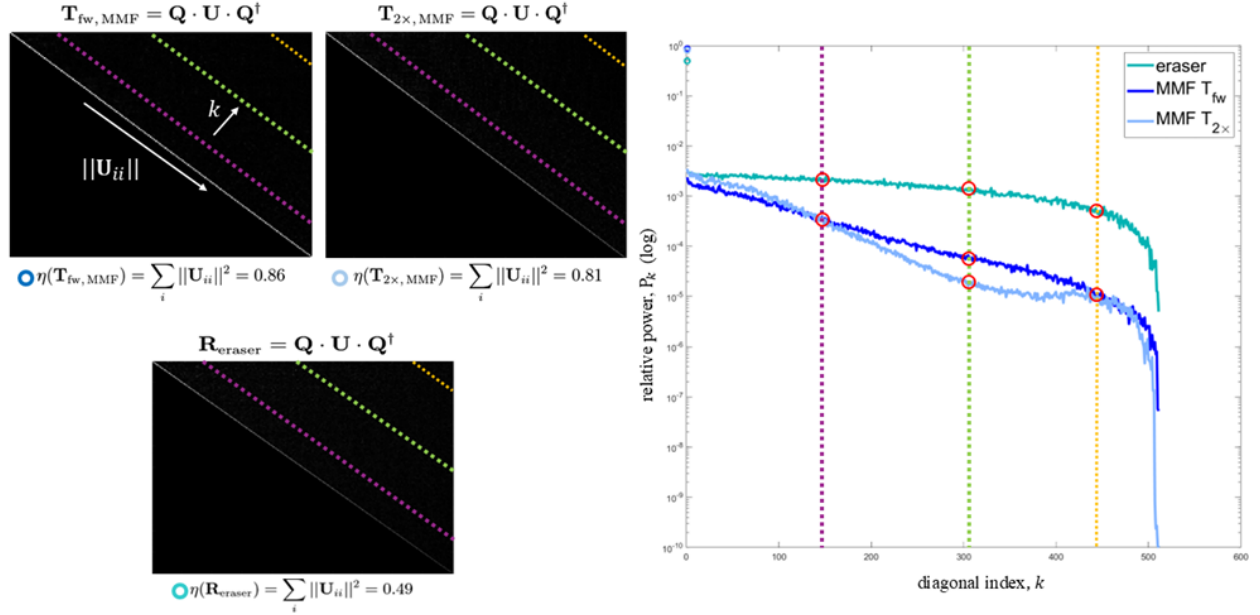 T_fw, MMF = Q · U · Q†
T_2×, MMF = Q · U · Q†
k
||U_ii||
η(T_fw, MMF) = ∑_i ||U_ii||² = 0.86
η(T_2×, MMF) = ∑_i ||U_ii||² = 0.81
R_eraser = Q · U · Q†
η(R_eraser) = ∑_i ||U_ii||² = 0.49
relative power, P_k (log)
10^0
10^-1
10^-2
10^-3
10^-4
10^-5
10^-6
10^-7
10^-8
10^-9
10^-10
eraser
MMF T_fw
MMF T_2×
0 100 200 300 400 500 600
diagonal index, k